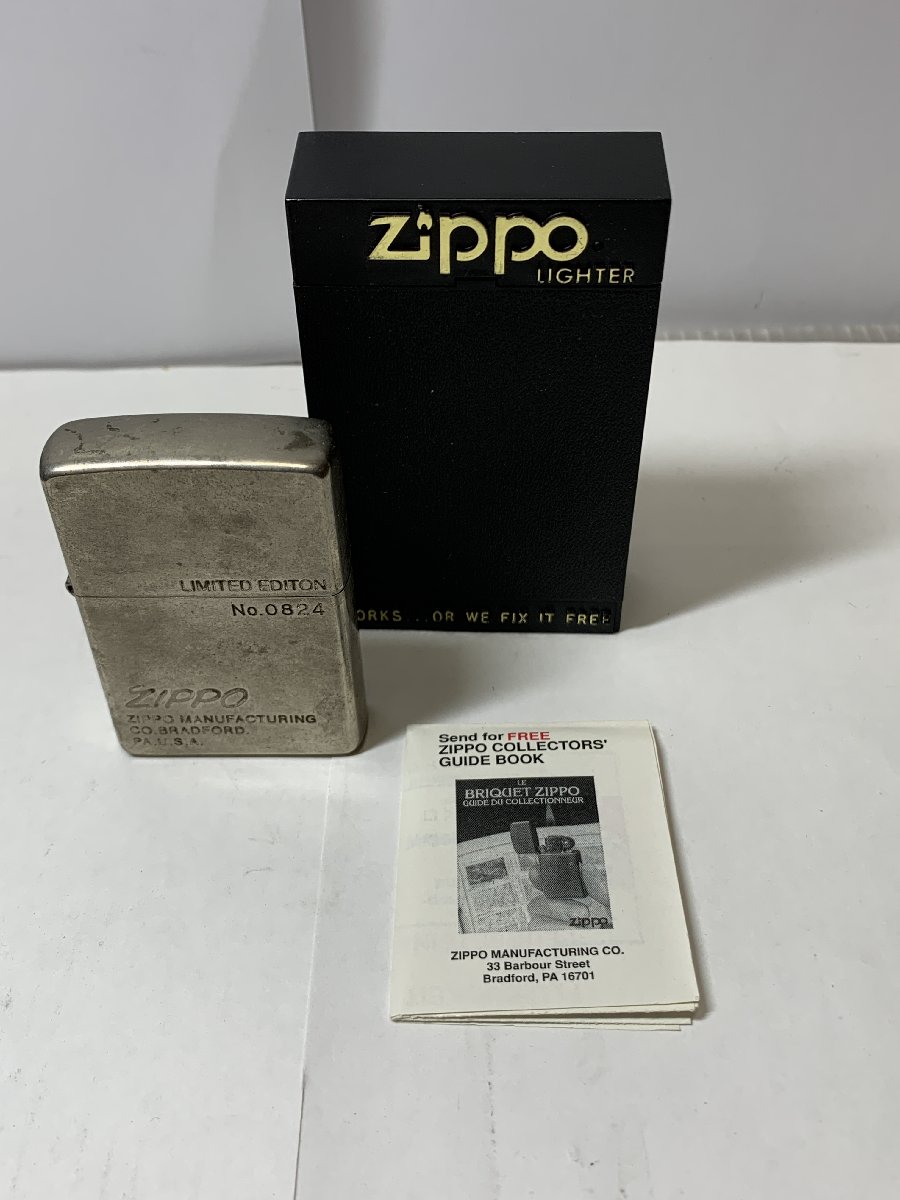 Zippo
LIGHTER
ORKS...OR WE FIX IT FREE
LIMITED EDITON
No.0824
ZIPPO
ZIPPO MANUFACTURING
CO.BRADFORD.
PA.U.S.A.
Send for FREE
ZIPPO COLLECTORS'
GUIDE BOOK
LE
BRIQUET ZIPPO
GUIDE DU COLLECTIONNEUR
Zippo
ZIPPO MANUFACTURING CO.
33 Barbour Street
Bradford, PA 16701